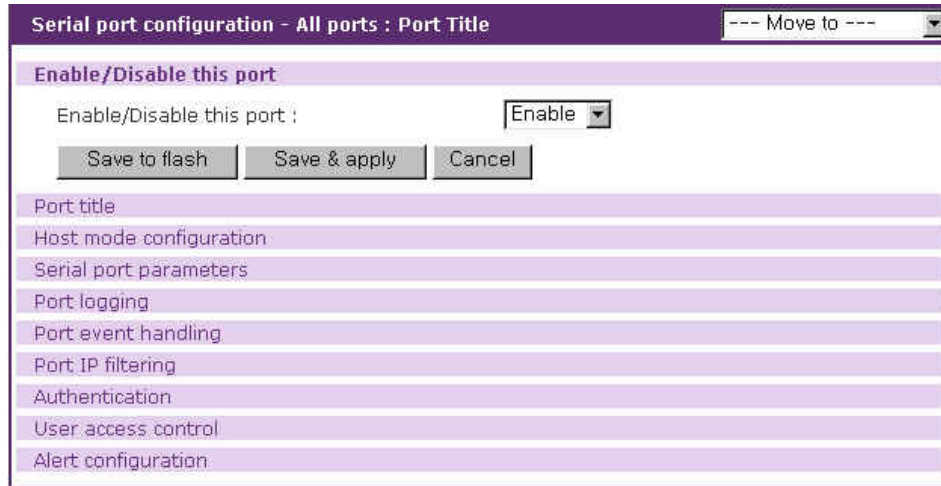 Serial port configuration - All ports : Port Title
--- Move to ---
Enable/Disable this port
Enable/Disable this port :
Enable
Save to flash
Save & apply
Cancel
Port title
Host mode configuration
Serial port parameters
Port logging
Port event handling
Port IP filtering
Authentication
User access control
Alert configuration